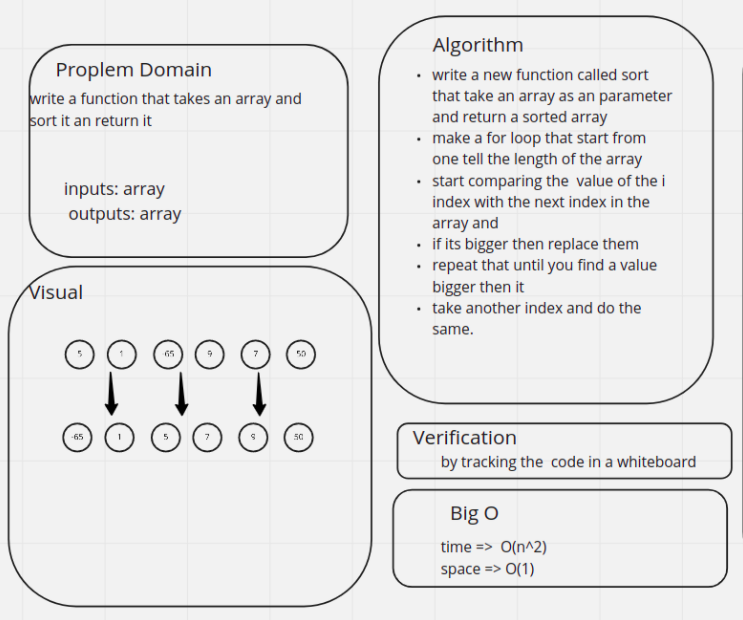 Proplem Domain
write a function that takes an array and
sort it an return it
inputs: array
outputs: array
Visual
5 1 -65 9 7 50
-65 1 5 7 9 50
Algorithm
• write a new function called sort
that take an array as an parameter
and return a sorted array
• make a for loop that start from
one tell the length of the array
• start comparing the value of the i
index with the next index in the
array and
• if its bigger then replace them
• repeat that until you find a value
bigger then it
• take another index and do the
same.
Verification
by tracking the code in a whiteboard
Big O
time => O(n^2)
space => O(1)